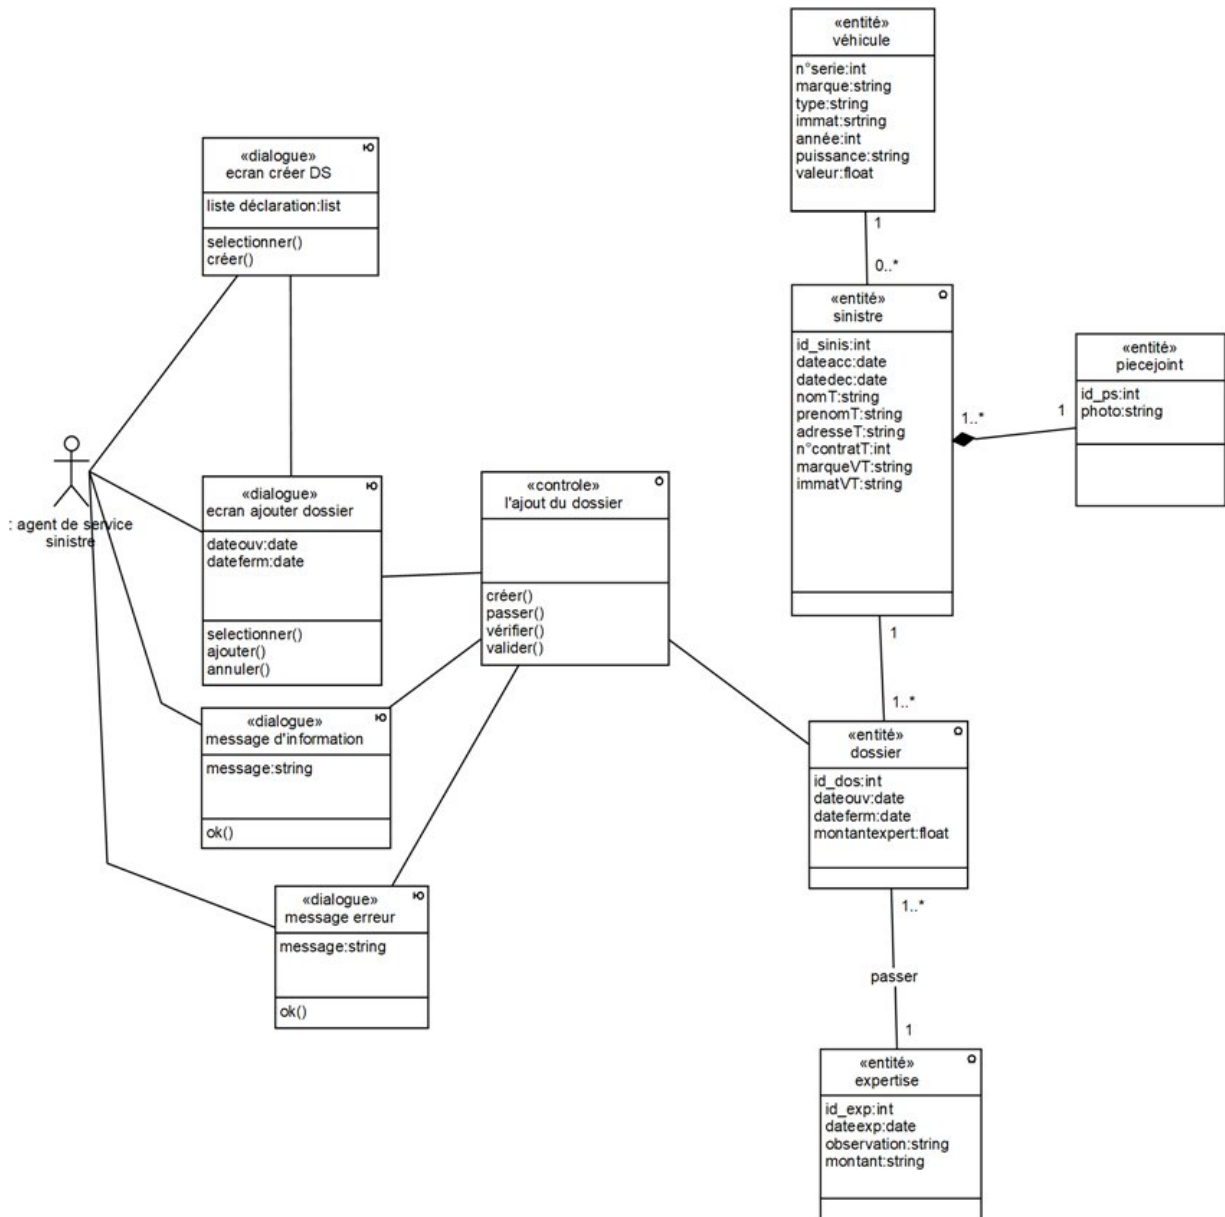 «entité»
véhicule
n°serie:int
marque:string
type:string
immat:srtring
année:int
puissance:string
valeur:float
1
0..*
«dialogue»
ecran créer DS
liste déclaration:list
selectionner()
créer()
«entité»
sinistre
id_sinis:int
dateacc:date
datedec:date
nomT:string
prenomT:string
adresseT:string
n°contratT:int
marqueVT:string
immatVT:string
1..*
1
«entité»
piecejoint
id_ps:int
photo:string
: agent de service
sinistre
«dialogue»
ecran ajouter dossier
dateouv:date
dateferm:date
selectionner()
ajouter()
annuler()
«controle»
l'ajout du dossier
créer()
passer()
vérifier()
valider()
1
1..*
«dialogue»
message d'information
message:string
ok()
«entité»
dossier
id_dos:int
dateouv:date
dateferm:date
montantexpert:float
«dialogue»
message erreur
message:string
ok()
1..*
passer
1
«entité»
expertise
id_exp:int
dateexp:date
observation:string
montant:string